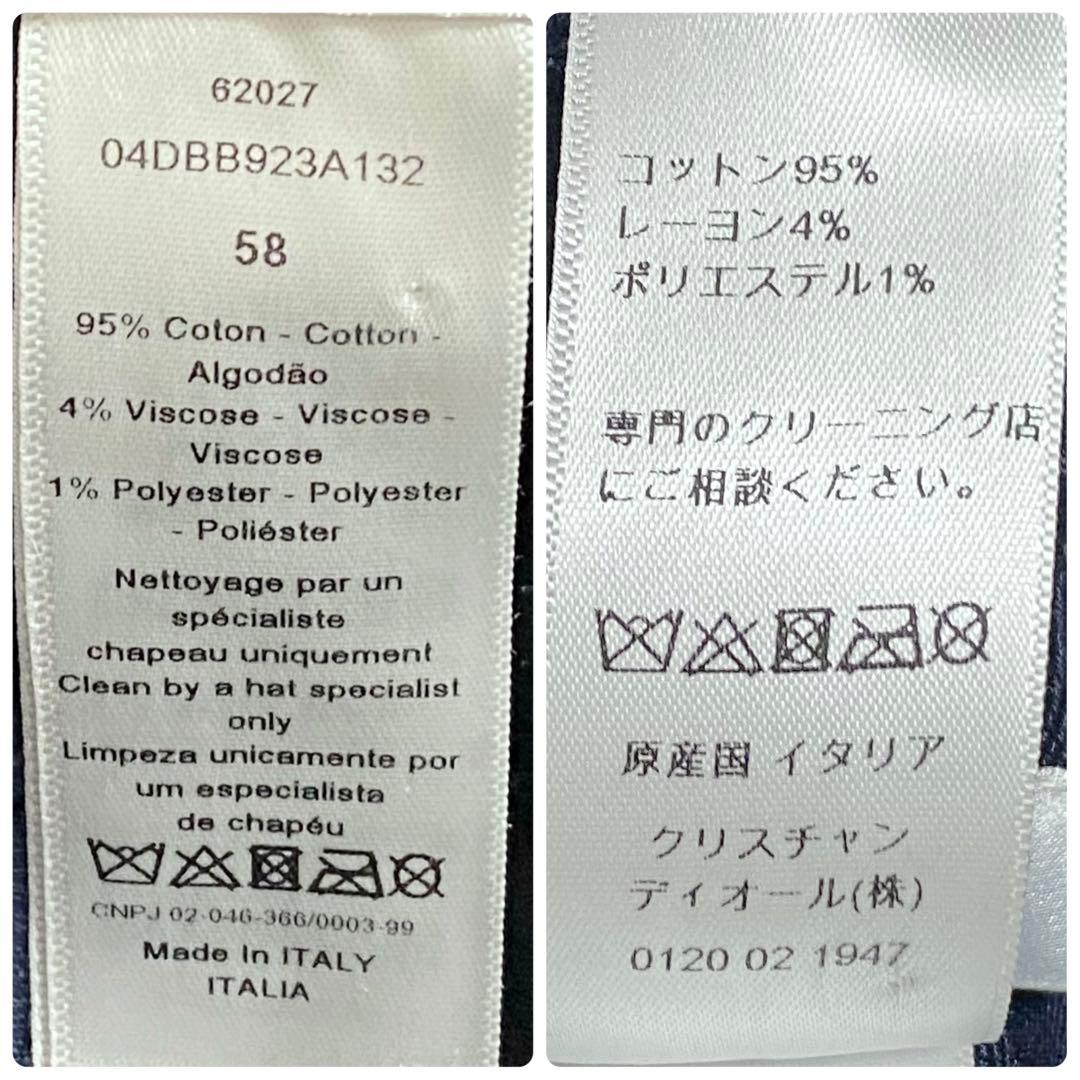 62027
04DBB923A132
58
95% Coton - Cotton -
Algodão
4% Viscose - Viscose -
Viscose
1% Polyester - Polyester
- Poliéster
Nettoyage par un
spécialiste
chapeau uniquement
Clean by a hat specialist
only
Limpeza unicamente por
um especialista
de chapéu
CNPJ 02-046-366/0003-99
Made In ITALY
ITALIA
コットン95%
レーヨン4%
ポリエステル1%
専門のクリーニング店
にご相談ください。
原産国 イタリア
クリスチャン
ディオール(株)
0120 02 1947